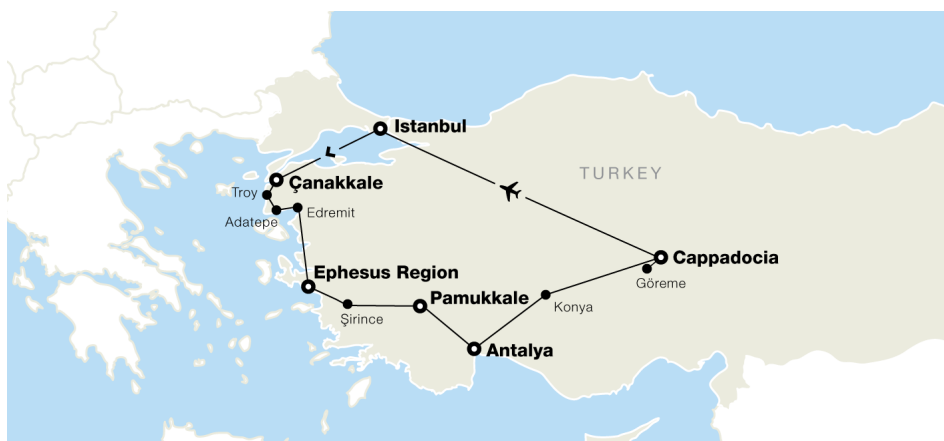 Istanbul
TURKEY
Çanakkale
Troy
Adatepe
Edremit
Cappadocia
Göreme
Ephesus Region
Pamukkale
Konya
Şirince
Antalya